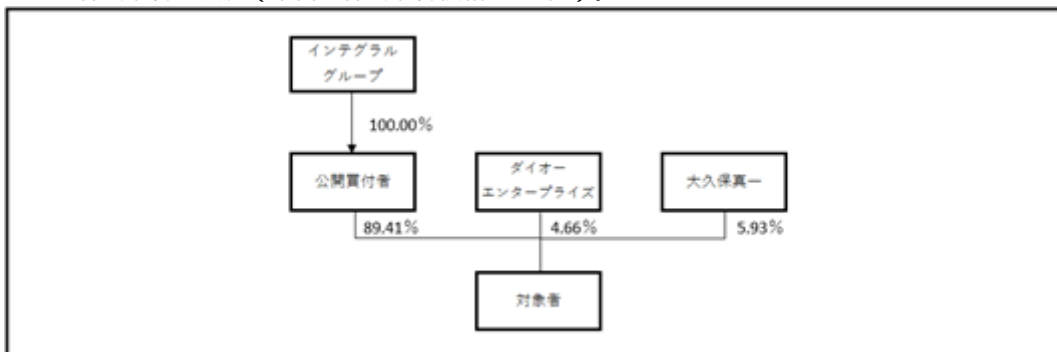 インテグラル
グループ
100.00%
公開買付者
ダイオー
エンタープライズ
大久保真一
89.41%
4.66%
5.93%
対象者